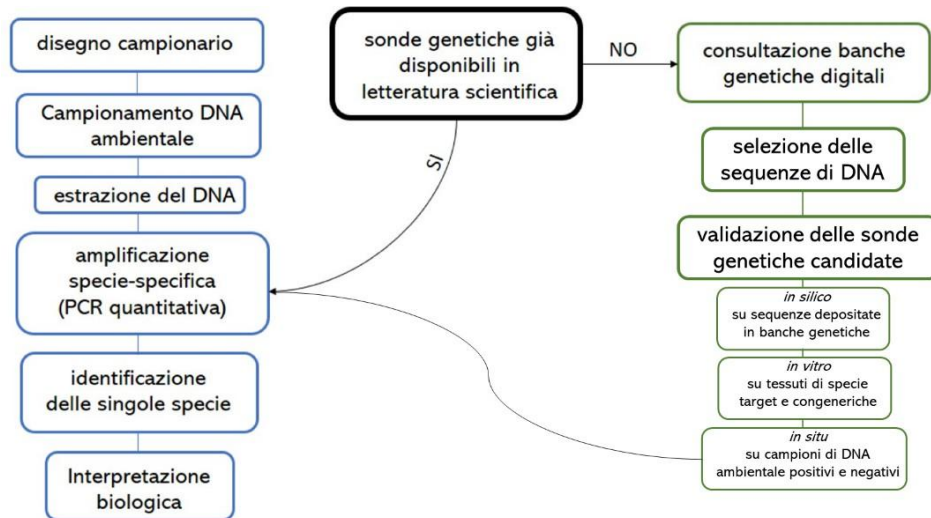 disegno campionario
Campionamento DNA
ambientale
estrazione del DNA
amplificazione
specie-specifica
(PCR quantitativa)
identificazione
delle singole specie
Interpretazione
biologica
sonde genetiche già
disponibili in
letteratura scientifica
SI
NO
consultazione banche
genetiche digitali
selezione delle
sequenze di DNA
validazione delle sonde
genetiche candidate
in silico
su sequenze depositate
in banche genetiche
in vitro
su tessuti di specie
target e congeneriche
in situ
su campioni di DNA
ambientale positivi e negativi